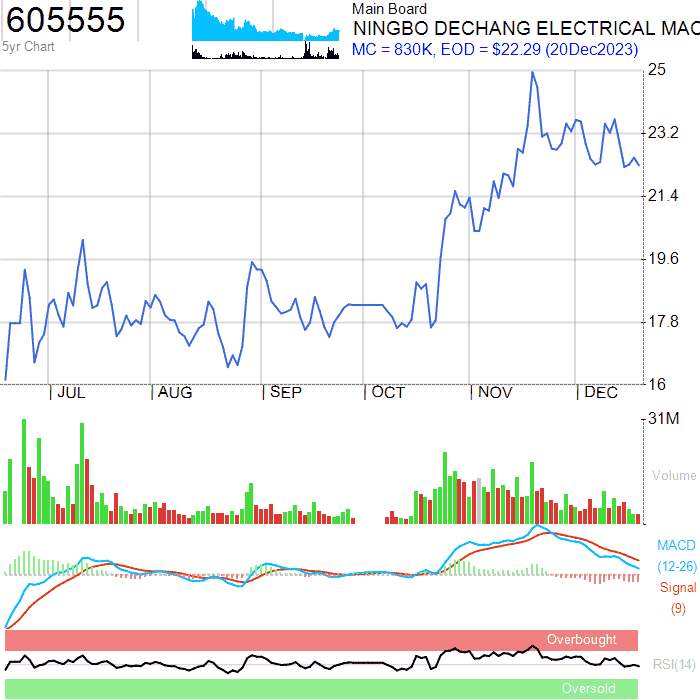 605555
5yr Chart
Main Board
NINGBO DECHANG ELECTRICAL MAC
MC = 830K, EOD = $22.29 (20Dec2023)
25
23.2
21.4
19.6
17.8
16
JUL AUG SEP OCT NOV DEC
31M
Volume
MACD
(12-26)
Signal
(9)
Overbought
RSI(14)
Oversold